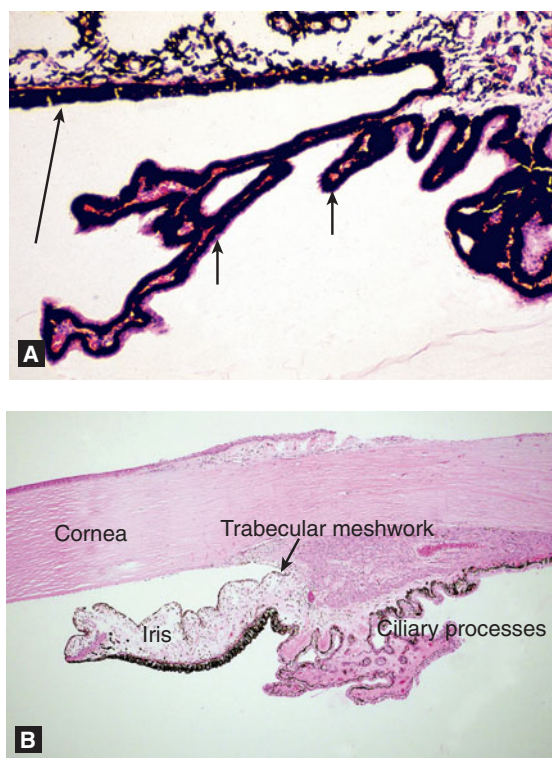 A
Cornea
Trabecular meshwork
Iris
Ciliary processes
B